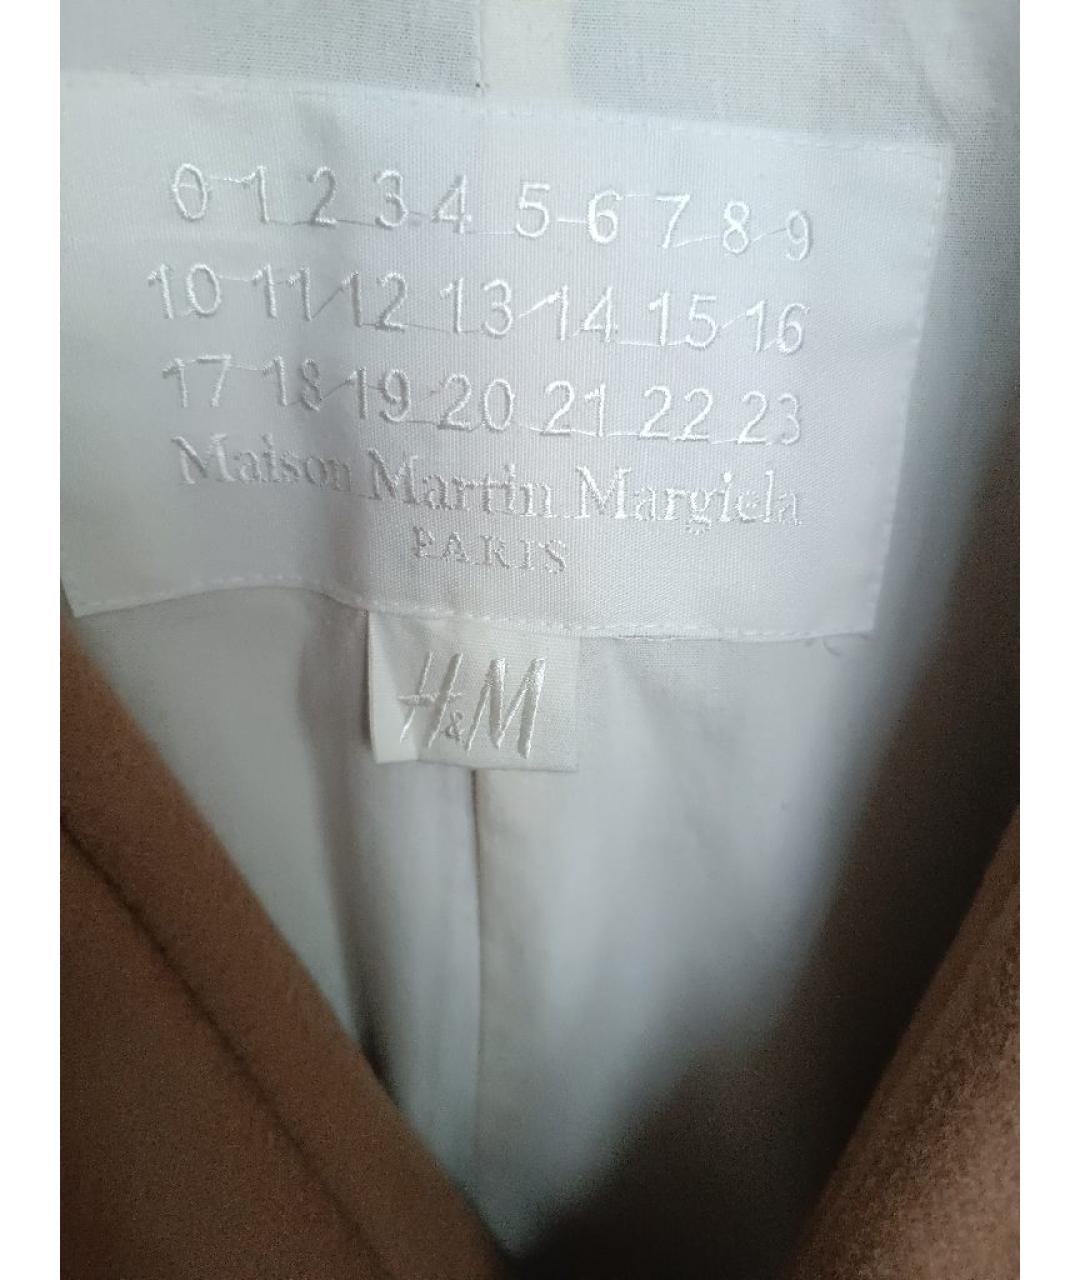 0 1 2 3 4 5 6 7 8 9
10 11 12 13 14 15 16
17 18 19 20 21 22 23
Maison Martin Margiela
PARIS
H&M